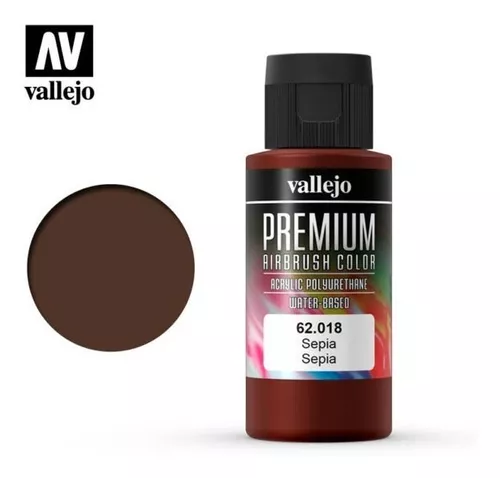 AV
vallejo
vallejo
PREMIUM
AIRBRUSH COLOR
ACRYLIC POLYURETHANE
WATER-BASED
62.018
Sepia
Sepia